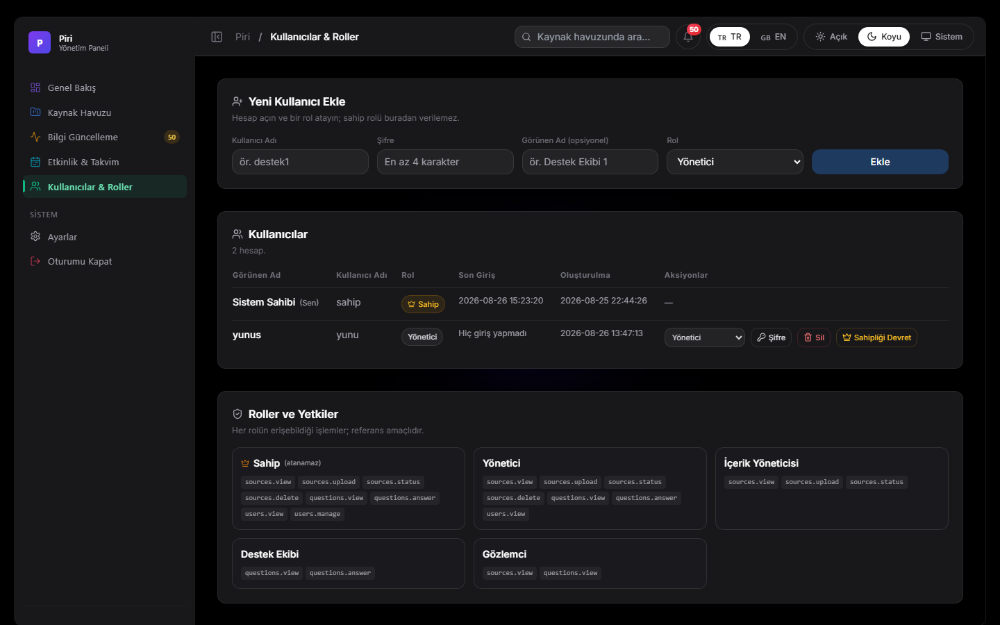 P
Piri
Yönetim Paneli
Genel Bakış
Kaynak Havuzu
Bilgi Güncelleme 50
Etkinlik & Takvim
Kullanıcılar & Roller
SİSTEM
Ayarlar
Oturumu Kapat
Piri / Kullanıcılar & Roller
Kaynak havuzunda ara...
50
TR TR
GB EN
Açık
Koyu
Sistem
Yeni Kullanıcı Ekle
Hesap açın ve bir rol atayın; sahip rolü buradan verilemez.
Kullanıcı Adı Şifre Görünen Ad (opsiyonel) Rol
ör. destek1 En az 4 karakter ör. Destek Ekibi 1 Yönetici Ekle
Kullanıcılar
2 hesap.
Görünen Ad Kullanıcı Adı Rol Son Giriş Oluşturulma Aksiyonlar
Sistem Sahibi (Sen) sahip Sahip 2026-08-26 15:23:20 2026-08-25 22:44:26 —
yunus yunu Yönetici Hiç giriş yapmadı 2026-08-26 13:47:13 Yönetici Şifre Sil Sahipliği Devret
Roller ve Yetkiler
Her rolün erişebildiği işlemler; referans amaçlıdır.
Sahip (atanamaz)
sources.view sources.upload sources.status
sources.delete questions.view questions.answer
users.view users.manage
Yönetici
sources.view sources.upload sources.status
sources.delete questions.view questions.answer
users.view
İçerik Yöneticisi
sources.view sources.upload sources.status
Destek Ekibi
questions.view questions.answer
Gözlemci
sources.view questions.view